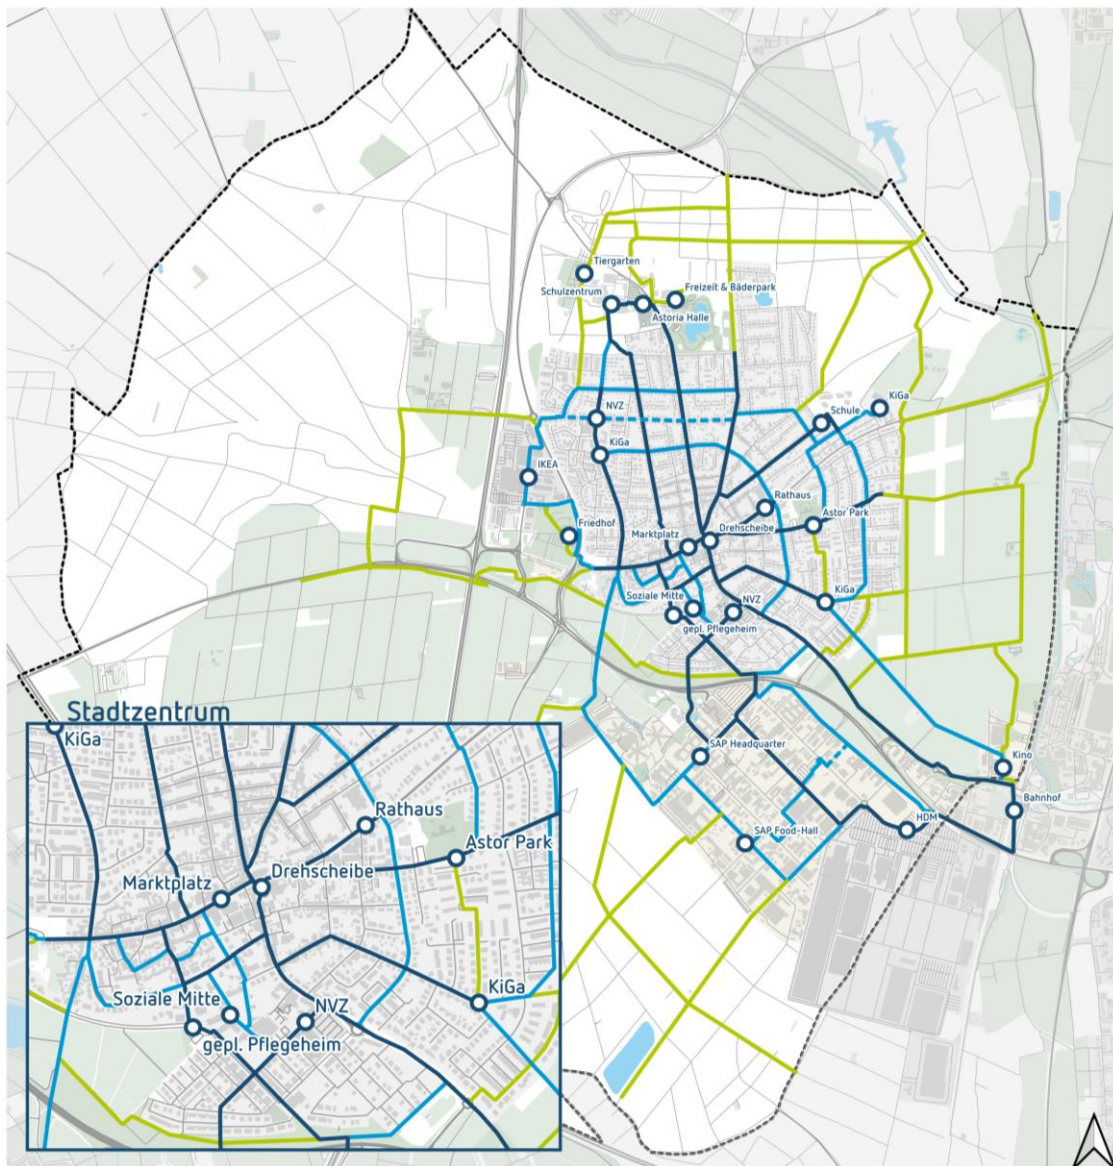 Tiergarten
Schulzentrum
Freizeit & Bäderpark
Astoria Halle
NVZ
KiGa
Schule
KiGa
IKEA
Rathaus
Friedhof
Astor Park
Marktplatz
Drehscheibe
Soziale Mitte
NVZ
KiGa
gepl. Pflegeheim
SAP Headquarter
Kino
Bahnhof
HDM
SAP Food-Hall
Stadtzentrum
KiGa
Rathaus
Astor Park
Marktplatz
Drehscheibe
Soziale Mitte
NVZ
KiGa
gepl. Pflegeheim